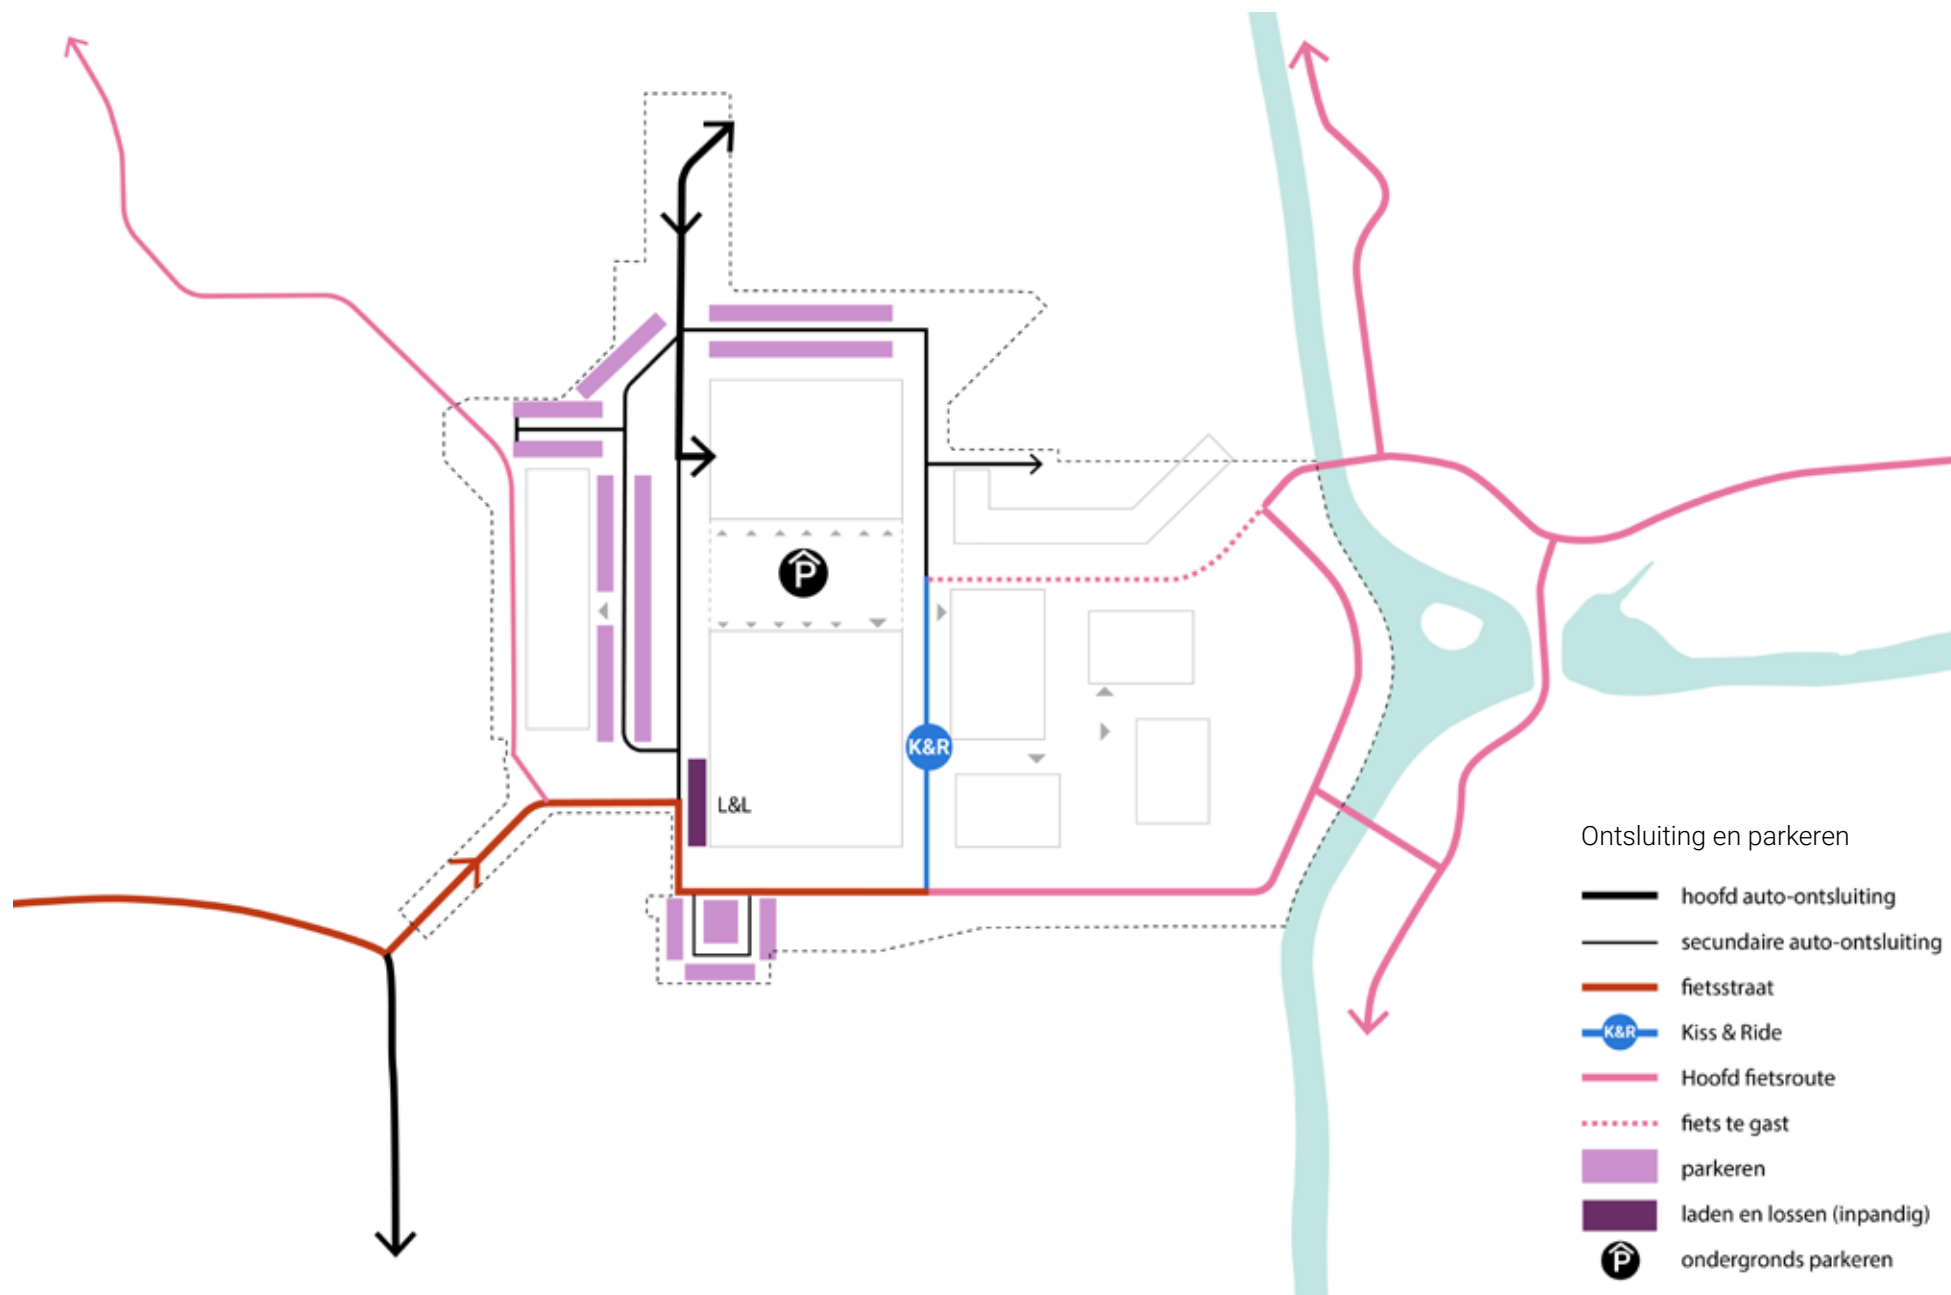 P
K&R
L&L
Ontsluiting en parkeren
hoofd auto-ontsluiting
secundaire auto-ontsluiting
fietsstraat
K&R Kiss & Ride
Hoofd fietsroute
fiets te gast
parkeren
laden en lossen (inpandig)
P ondergronds parkeren